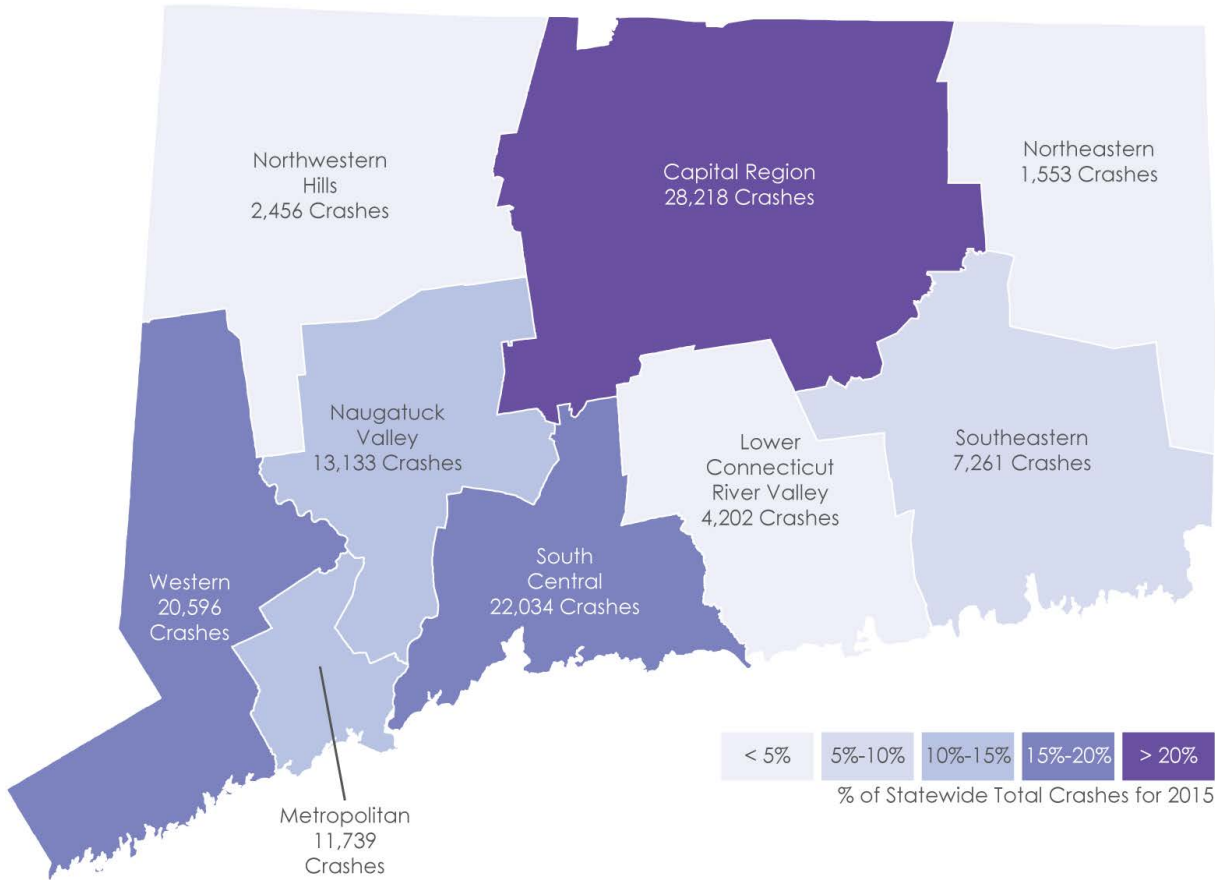 Northwestern
Hills
2,456 Crashes
Capital Region
28,218 Crashes
Northeastern
1,553 Crashes
Naugatuck
Valley
13,133 Crashes
Lower
Connecticut
River Valley
4,202 Crashes
Southeastern
7,261 Crashes
Western
20,596
Crashes
South
Central
22,034 Crashes
Metropolitan
11,739
Crashes
< 5% 5%-10% 10%-15% 15%-20% > 20%
% of Statewide Total Crashes for 2015